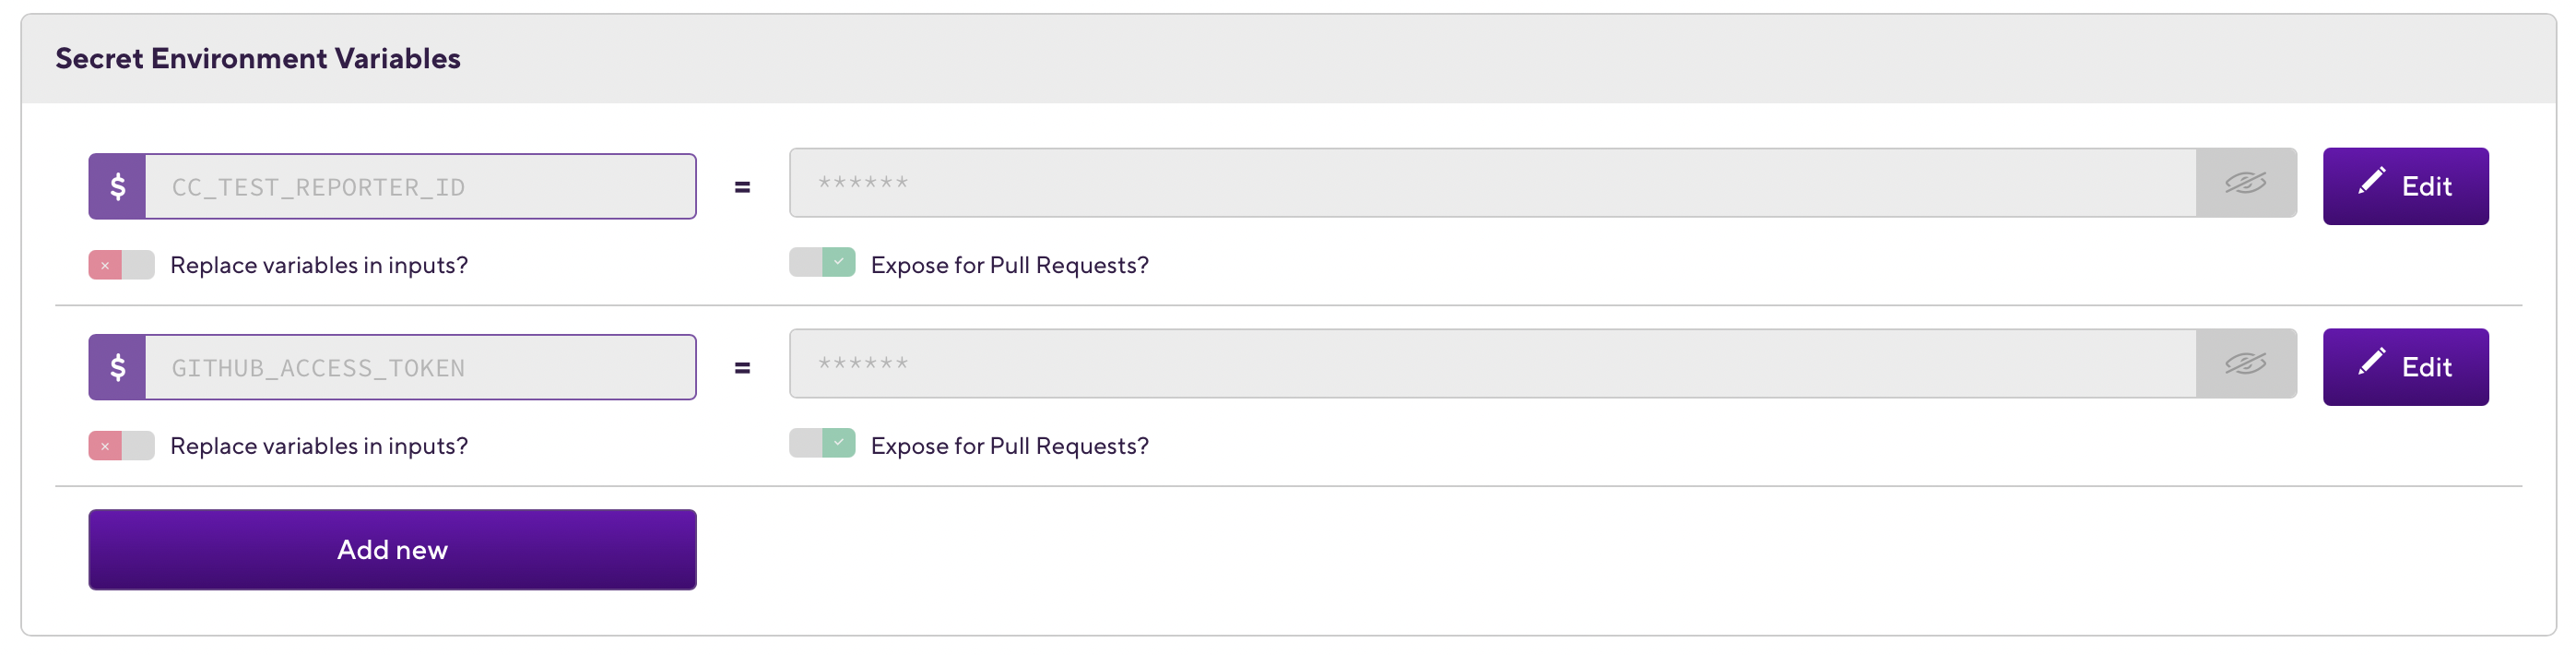 Secret Environment Variables
$ CC_TEST_REPORTER_ID = ****** Edit
Replace variables in inputs? Expose for Pull Requests?
$ GITHUB_ACCESS_TOKEN = ****** Edit
Replace variables in inputs? Expose for Pull Requests?
Add new